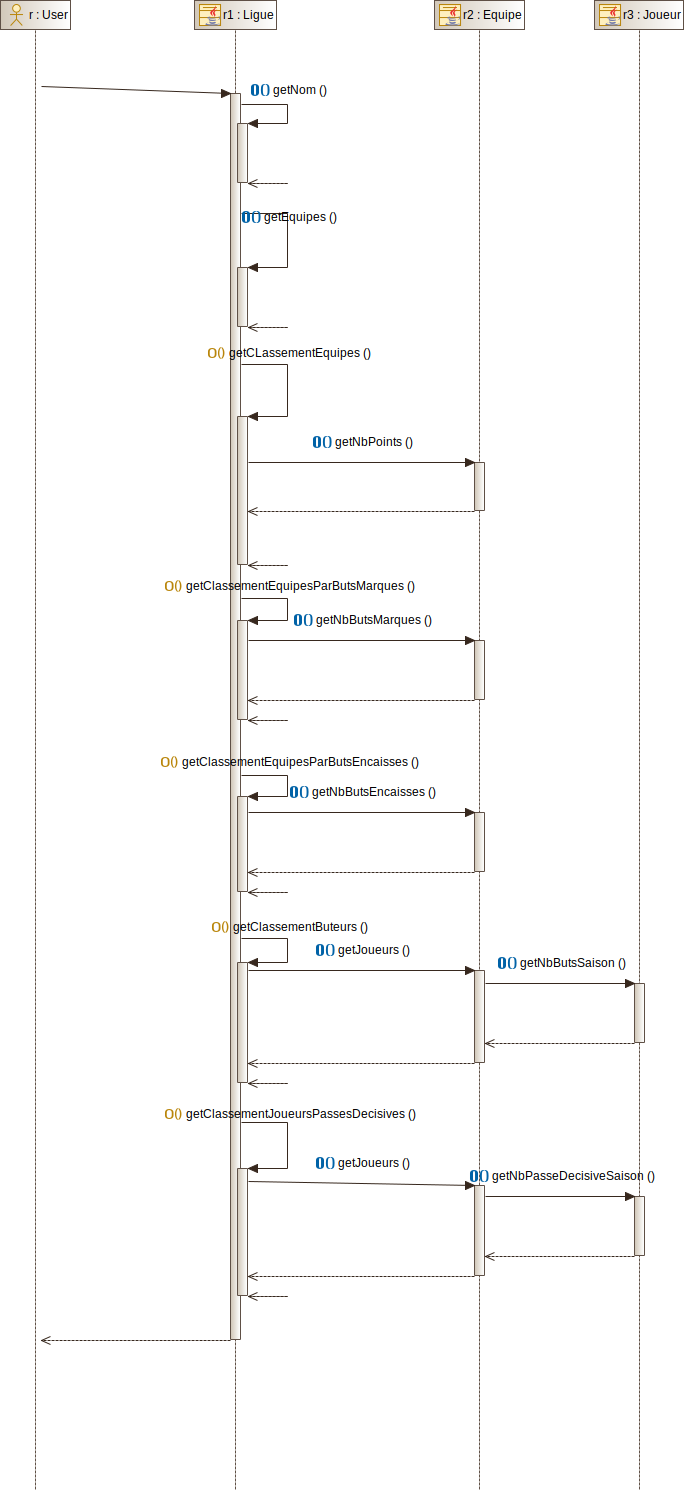 r : User
r1 : Ligue
r2 : Equipe
r3 : Joueur
O() getNom ()
O() getEquipes ()
O() getCLassementEquipes ()
O() getNbPoints ()
O() getClassementEquipesParButsMarques ()
O() getNbButsMarques ()
O() getClassementEquipesParButsEncaisses ()
O() getNbButsEncaisses ()
O() getClassementButeurs ()
O() getJoueurs ()
O() getNbButsSaison ()
O() getClassementJoueursPassesDecisives ()
O() getJoueurs ()
O() getNbPasseDecisiveSaison ()